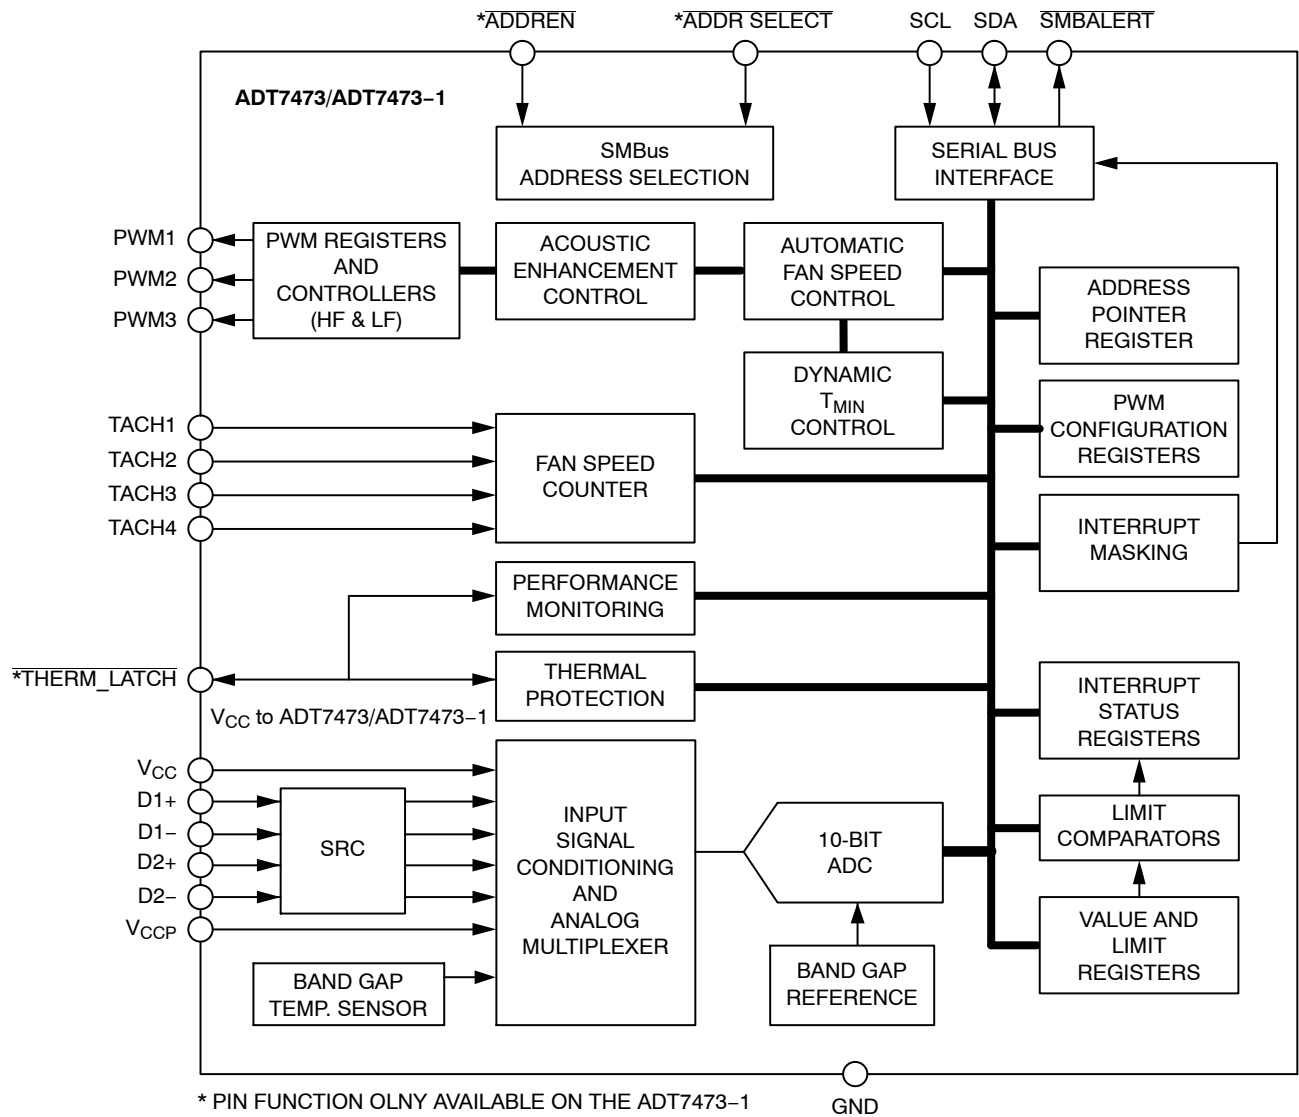 *ADDREN
*ADDR SELECT
SCL
SDA
SMBALERT
ADT7473/ADT7473−1
SMBus
ADDRESS SELECTION
SERIAL BUS
INTERFACE
PWM1
PWM2
PWM3
PWM REGISTERS
AND
CONTROLLERS
(HF & LF)
ACOUSTIC
ENHANCEMENT
CONTROL
AUTOMATIC
FAN SPEED
CONTROL
ADDRESS
POINTER
REGISTER
DYNAMIC
TMIN
CONTROL
PWM
CONFIGURATION
REGISTERS
TACH1
TACH2
TACH3
TACH4
FAN SPEED
COUNTER
INTERRUPT
MASKING
PERFORMANCE
MONITORING
*THERM_LATCH
THERMAL
PROTECTION
INTERRUPT
STATUS
REGISTERS
VCC to ADT7473/ADT7473−1
VCC
D1+
D1−
D2+
D2−
VCCP
SRC
INPUT
SIGNAL
CONDITIONING
AND
ANALOG
MULTIPLEXER
10-BIT
ADC
LIMIT
COMPARATORS
VALUE AND
LIMIT
REGISTERS
BAND GAP
TEMP. SENSOR
BAND GAP
REFERENCE
* PIN FUNCTION OLNY AVAILABLE ON THE ADT7473−1
GND